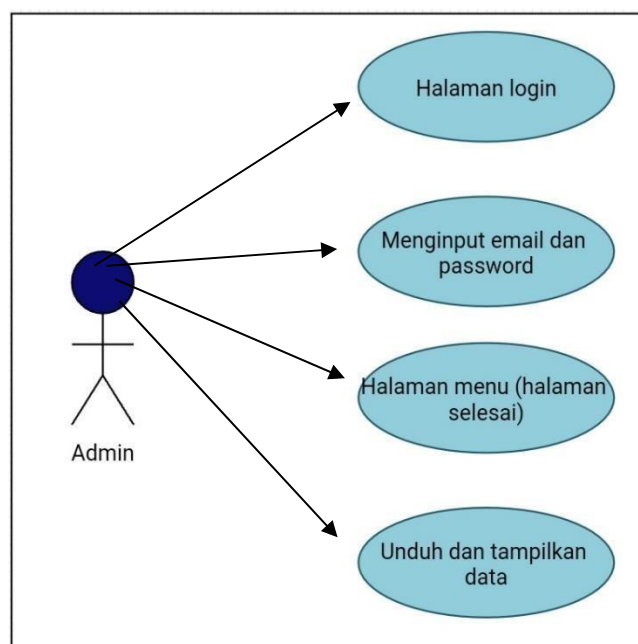 Halaman login
Menginput email dan
password
Halaman menu (halaman
selesai)
Admin
Unduh dan tampilkan
data